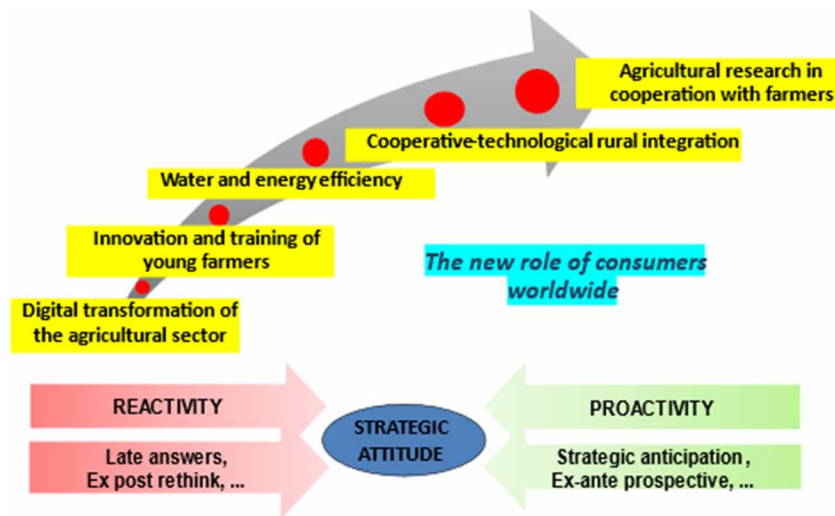 Agricultural research in
cooperation with farmers
Cooperative-technological rural integration
Water and energy efficiency
Innovation and training of
young farmers
The new role of consumers
worldwide
Digital transformation of
the agricultural sector
REACTIVITY
Late answers,
Ex post rethink, ...
STRATEGIC
ATTITUDE
PROACTIVITY
Strategic anticipation,
Ex-ante prospective, ...